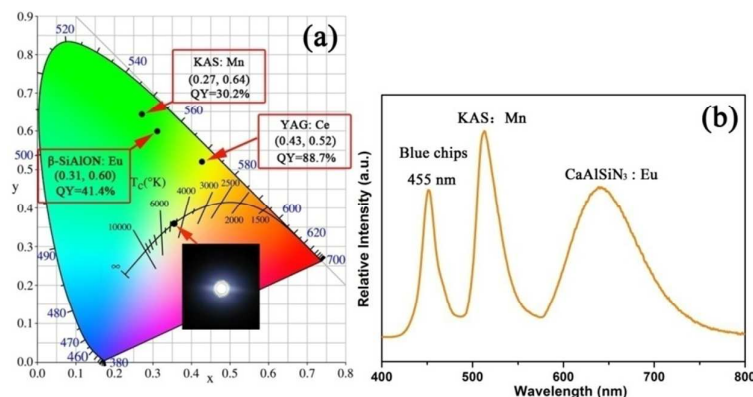 (a)
0.9
0.8
0.7
0.6
0.5
0.4
0.3
0.2
0.1
0.0
y
0.0 0.1 0.2 0.3 0.4 0.5 0.6 0.7 0.8
x
520
540
560
580
600
620
700
500
490
480
470
460
380
KAS: Mn
(0.27, 0.64)
QY=30.2%
YAG: Ce
(0.43, 0.52)
QY=88.7%
β-SiAlON: Eu
(0.31, 0.60)
QY=41.4%
Tc(°K)
10000 6000 4000 3000 2500 2000 1500
∞
(b)
KAS: Mn
Blue chips
455 nm
CaAlSiN₃ : Eu
Relative Intensity (a.u.)
400 500 600 700 800
Wavelength (nm)